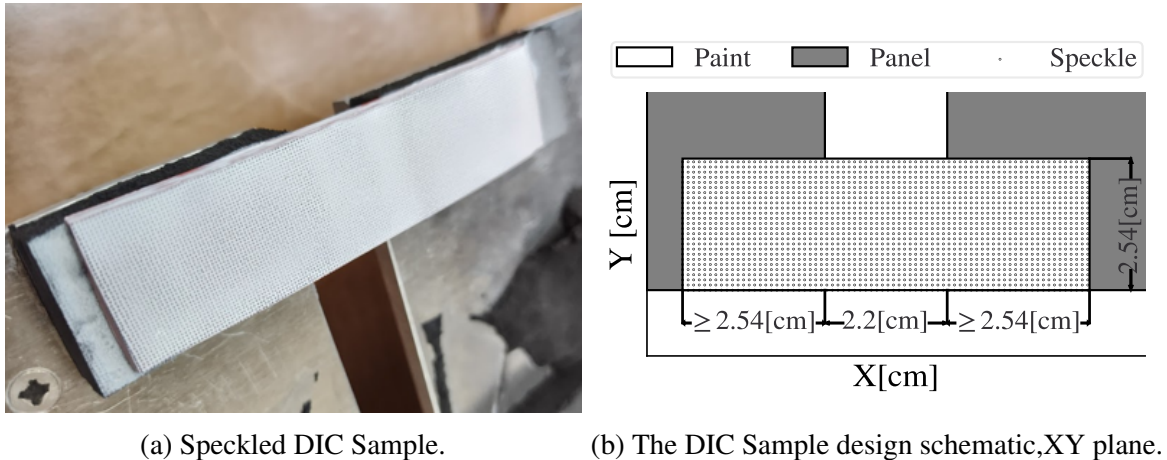 Paint Panel Speckle
Y [cm]
2.54[cm]
≥2.54[cm] 2.2[cm] ≥2.54[cm]
X[cm]
(a) Speckled DIC Sample.
(b) The DIC Sample design schematic,XY plane.